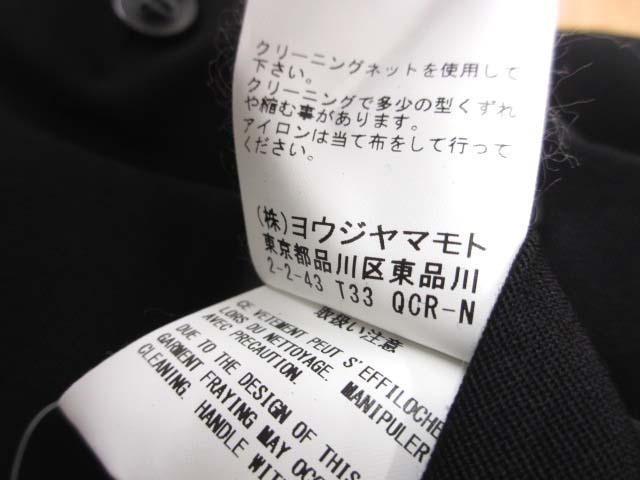 クリーニングネットを使用して
下さい。
クリーニングで多少の型くずれ
や縮む事があります。
アイロンは当て布をして行って
ください。
(株)ヨウジヤマモト
東京都品川区東品川
2-2-43 T33 QCR-N
取扱い注意
CE VETEMENT PEUT S'EFFILOCHE
LORS DU NETTOYAGE. MANIPULER
AVEC PRECAUTION.
DUE TO THE DESIGN OF THIS
GARMENT FRAYING MAY OCC
CLEANING. HANDLE WIT